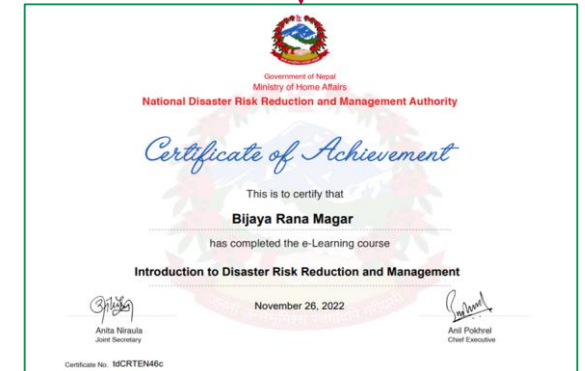 Government of Nepal
Ministry of Home Affairs
National Disaster Risk Reduction and Management Authority
Certificate of Achievement
This is to certify that
Bijaya Rana Magar
has completed the e-Learning course
Introduction to Disaster Risk Reduction and Management
November 26, 2022
Anita Niraula
Joint Secretary
Anil Pokhrel
Chief Executive
Certificate No. tdCRTEN46c